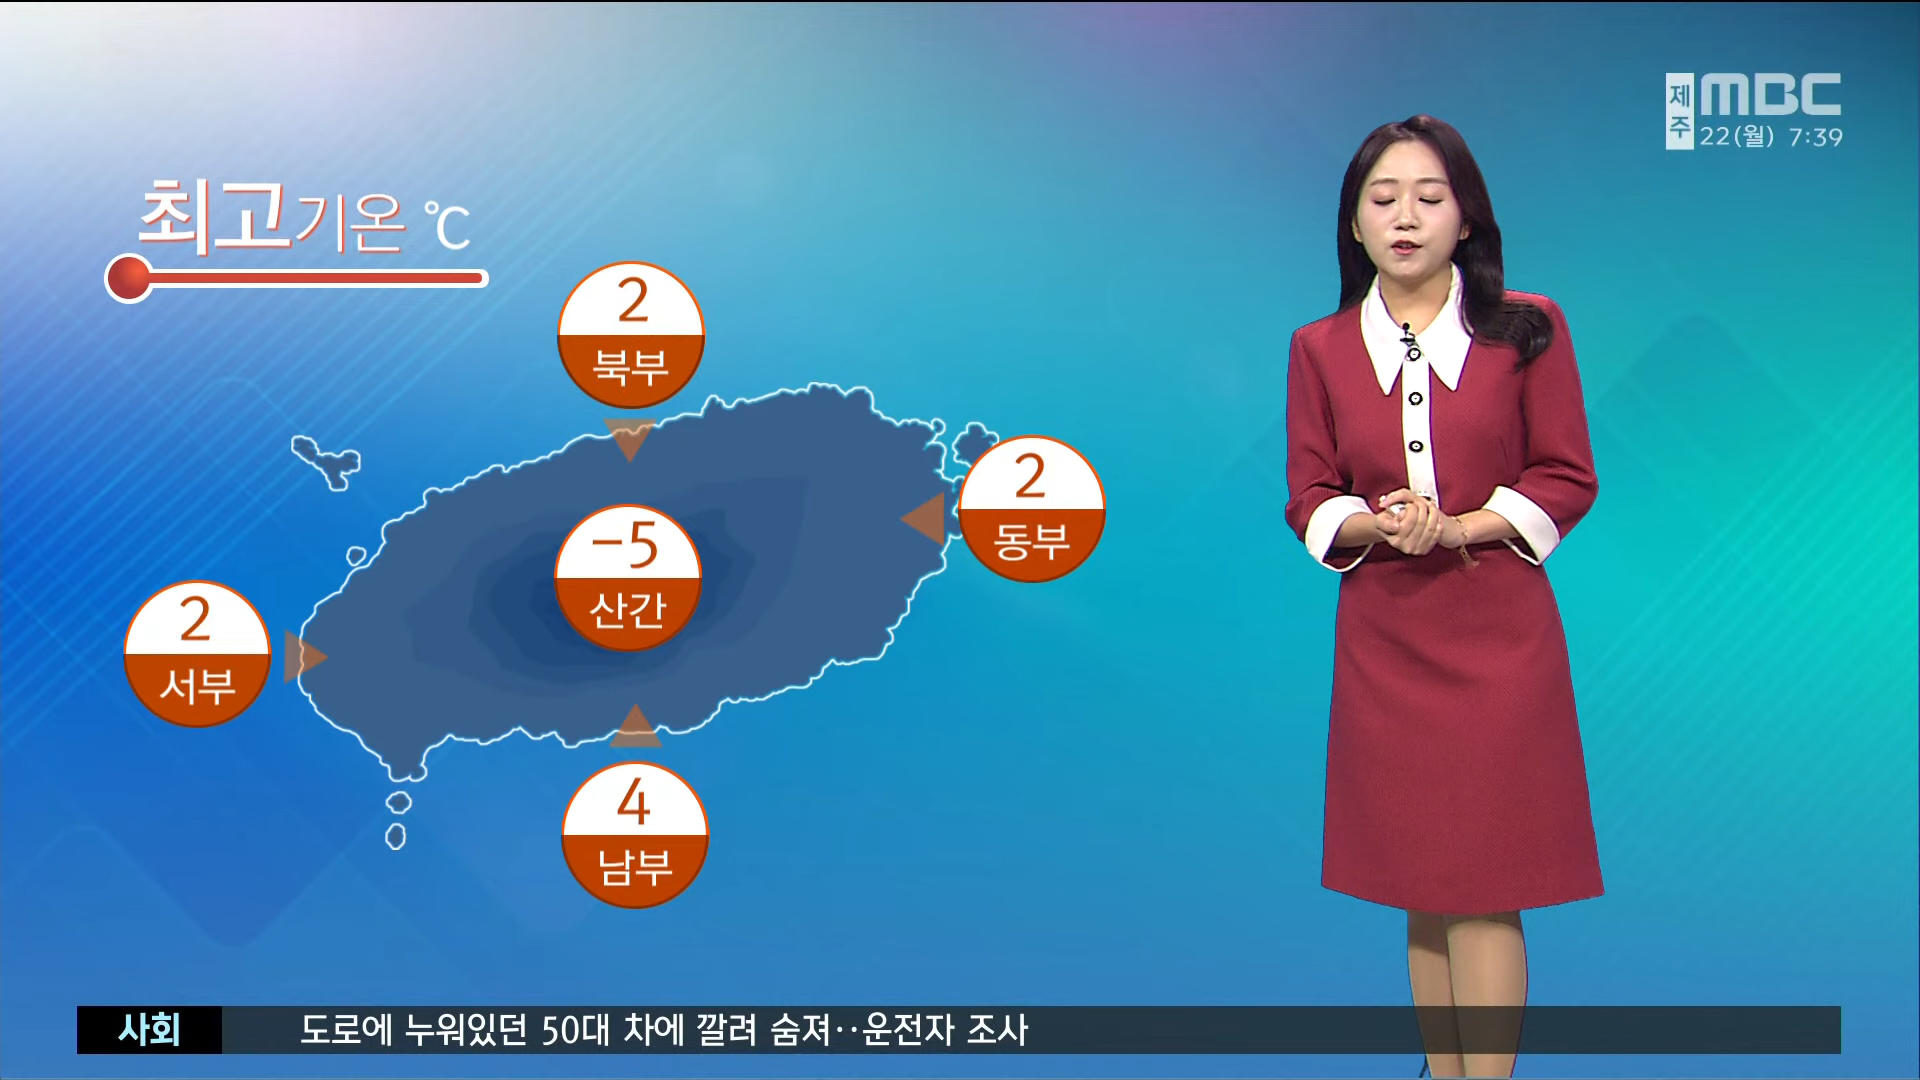 제주 MBC
22(월) 7:39
최고기온 ℃
2
북부
2
동부
-5
산간
2
서부
4
남부
사회 도로에 누워있던 50대 차에 깔려 숨져‥운전자 조사